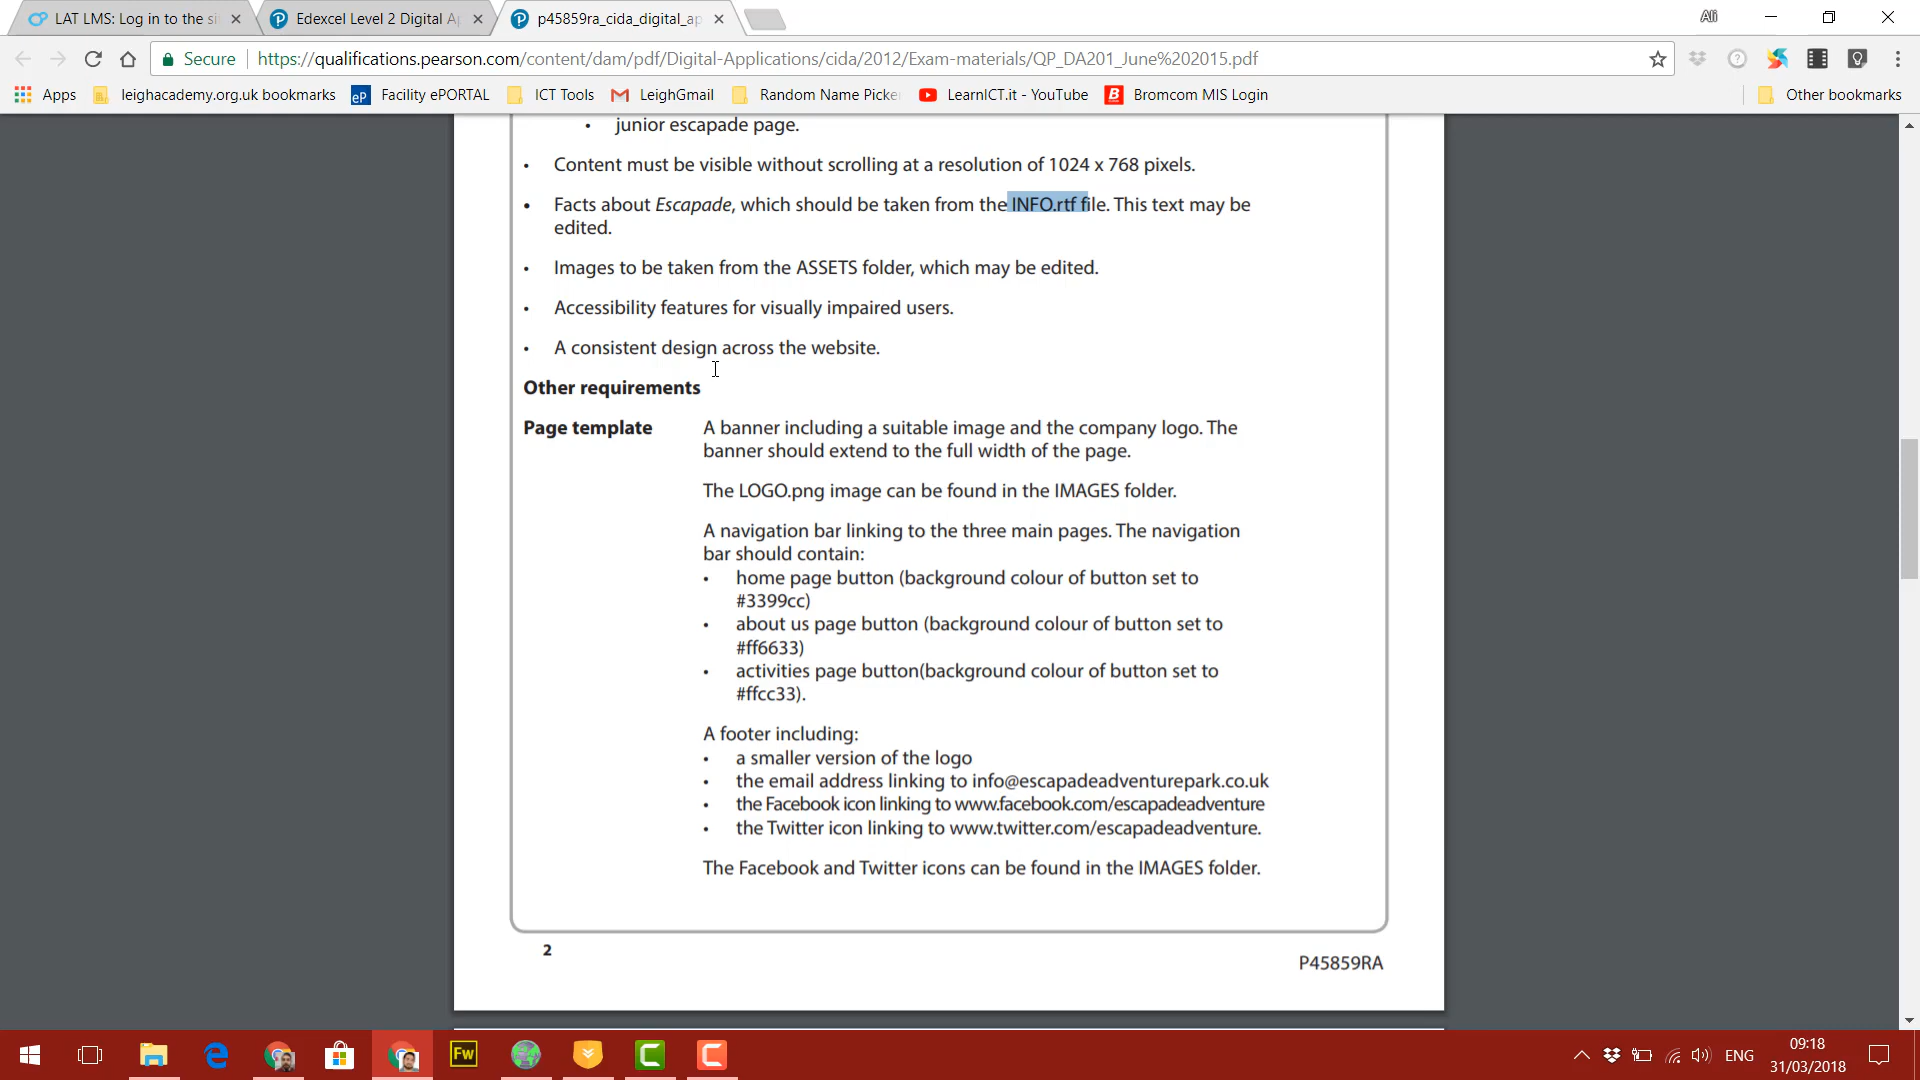 LAT LMS: Log in to the si
Edexcel Level 2 Digital A
p45859ra_cida_digital_ap
Ali
Secure
https://qualifications.pearson.com/content/dam/pdf/Digital-Applications/cida/2012/Exam-materials/QP_DA201_June%202015.pdf
Apps
leighacademy.org.uk bookmarks
eP
Facility ePORTAL
ICT Tools
LeighGmail
Random Name Picke
LearnICT.it - YouTube
B
Bromcom MIS Login
Other bookmarks
• junior escapade page.
• Content must be visible without scrolling at a resolution of 1024 x 768 pixels.
• Facts about Escapade, which should be taken from the INFO.rtf file. This text may be
edited.
• Images to be taken from the ASSETS folder, which may be edited.
• Accessibility features for visually impaired users.
• A consistent design across the website.
Other requirements
Page template
A banner including a suitable image and the company logo. The
banner should extend to the full width of the page.
The LOGO.png image can be found in the IMAGES folder.
A navigation bar linking to the three main pages. The navigation
bar should contain:
• home page button (background colour of button set to
#3399cc)
• about us page button (background colour of button set to
#ff6633)
• activities page button(background colour of button set to
#ffcc33).
A footer including:
• a smaller version of the logo
• the email address linking to info@escapadeadventurepark.co.uk
• the Facebook icon linking to www.facebook.com/escapadeadventure
• the Twitter icon linking to www.twitter.com/escapadeadventure.
The Facebook and Twitter icons can be found in the IMAGES folder.
2
P45859RA
Fw
ENG
09:18
31/03/2018